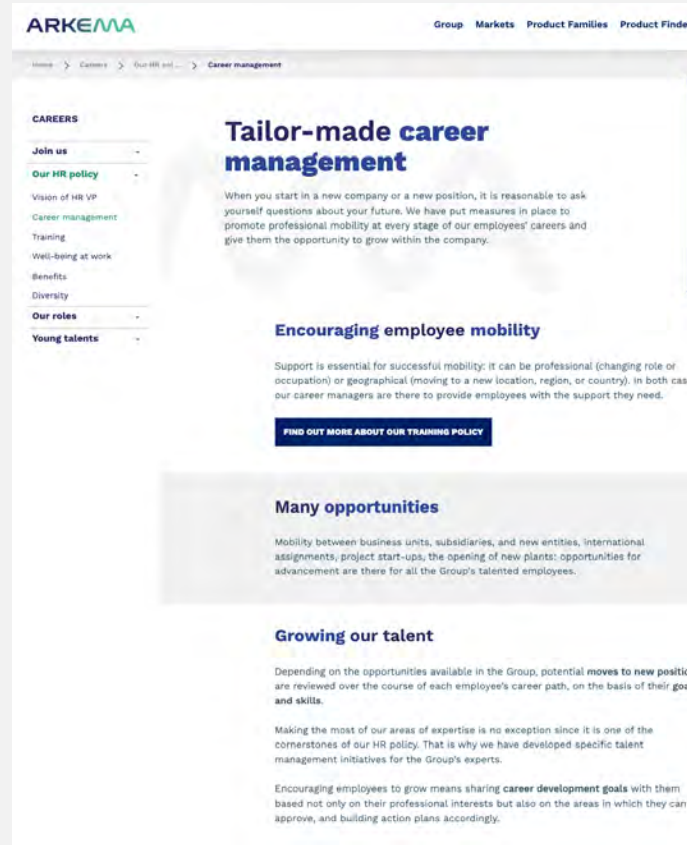 ARKEMA
Group Markets Product Families Product Finde
Home > Careers > Our HR pol... > Career management
CAREERS
Join us
Our HR policy
Vision of HR VP
Career management
Training
Well-being at work
Benefits
Diversity
Our roles
Young talents
Tailor-made career
management
When you start in a new company or a new position, it is reasonable to ask
yourself questions about your future. We have put measures in place to
promote professional mobility at every stage of our employees' careers and
give them the opportunity to grow within the company.
Encouraging employee mobility
Support is essential for successful mobility: it can be professional (changing role or
occupation) or geographical (moving to a new location, region, or country). In both cas
our career managers are there to provide employees with the support they need.
FIND OUT MORE ABOUT OUR TRAINING POLICY
Many opportunities
Mobility between business units, subsidiaries, and new entities, international
assignments, project start-ups, the opening of new plants: opportunities for
advancement are there for all the Group's talented employees.
Growing our talent
Depending on the opportunities available in the Group, potential moves to new positio
are reviewed over the course of each employee's career path, on the basis of their goa
and skills.
Making the most of our areas of expertise is no exception since it is one of the
cornerstones of our HR policy. That is why we have developed specific talent
management initiatives for the Group's experts.
Encouraging employees to grow means sharing career development goals with them
based not only on their professional interests but also on the areas in which they can
approve, and building action plans accordingly.